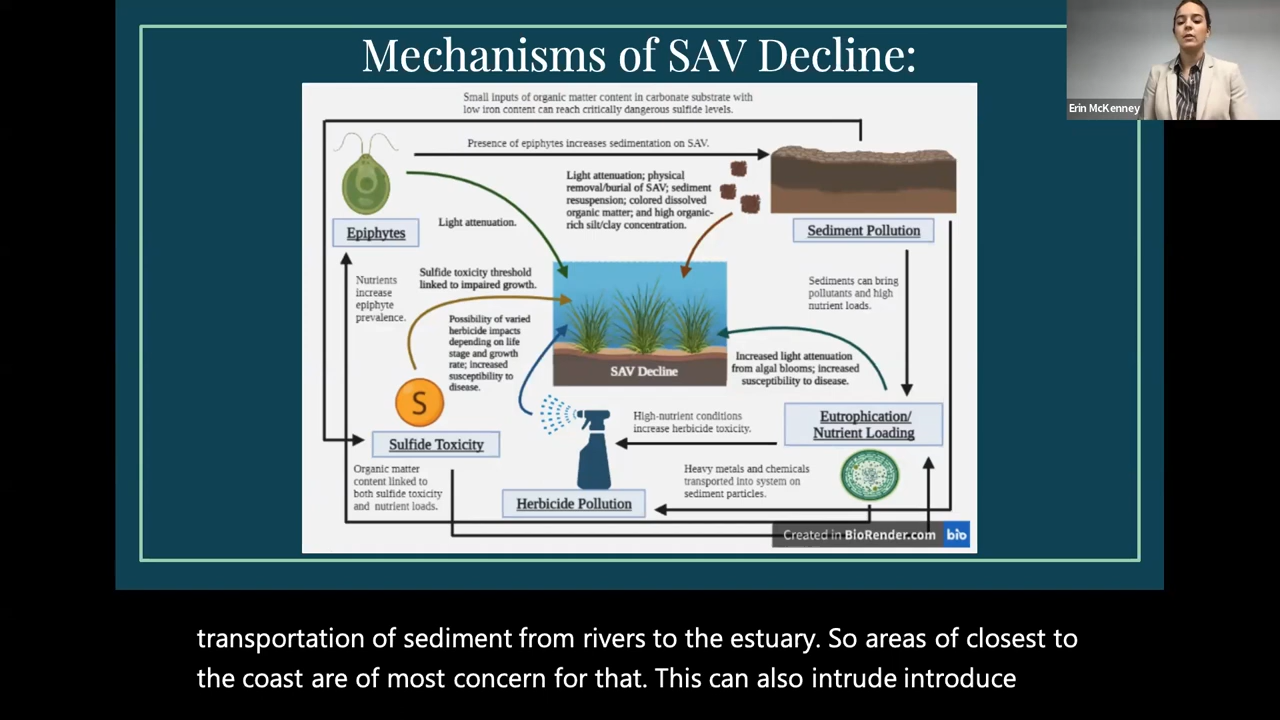 Mechanisms of SAV Decline:
Erin McKenney
Small inputs of organic matter content in carbonate substrate with
low iron content can reach critically dangerous sulfide levels.
Presence of epiphytes increases sedimentation on SAV.
Light attenuation; physical
removal/burial of SAV; sediment
resuspension; colored dissolved
organic matter; and high organic-
rich silt/clay concentration.
Epiphytes
Light attenuation.
Sediment Pollution
Nutrients
increase
epiphyte
prevalence.
Sulfide toxicity threshold
linked to impaired growth.
Sediments can bring
pollutants and high
nutrient loads.
Possibility of varied
herbicide impacts
depending on life
stage and growth
rate; increased
susceptibility to
disease.
SAV Decline
Increased light attenuation
from algal blooms; increased
susceptibility to disease.
S
Sulfide Toxicity
High-nutrient conditions
increase herbicide toxicity.
Eutrophication/
Nutrient Loading
Organic matter
content linked to
both sulfide toxicity
and nutrient loads.
Heavy metals and chemicals
transported into system on
sediment particles.
Herbicide Pollution
Created in BioRender.com bio
transportation of sediment from rivers to the estuary. So areas of closest to
the coast are of most concern for that. This can also intrude introduce